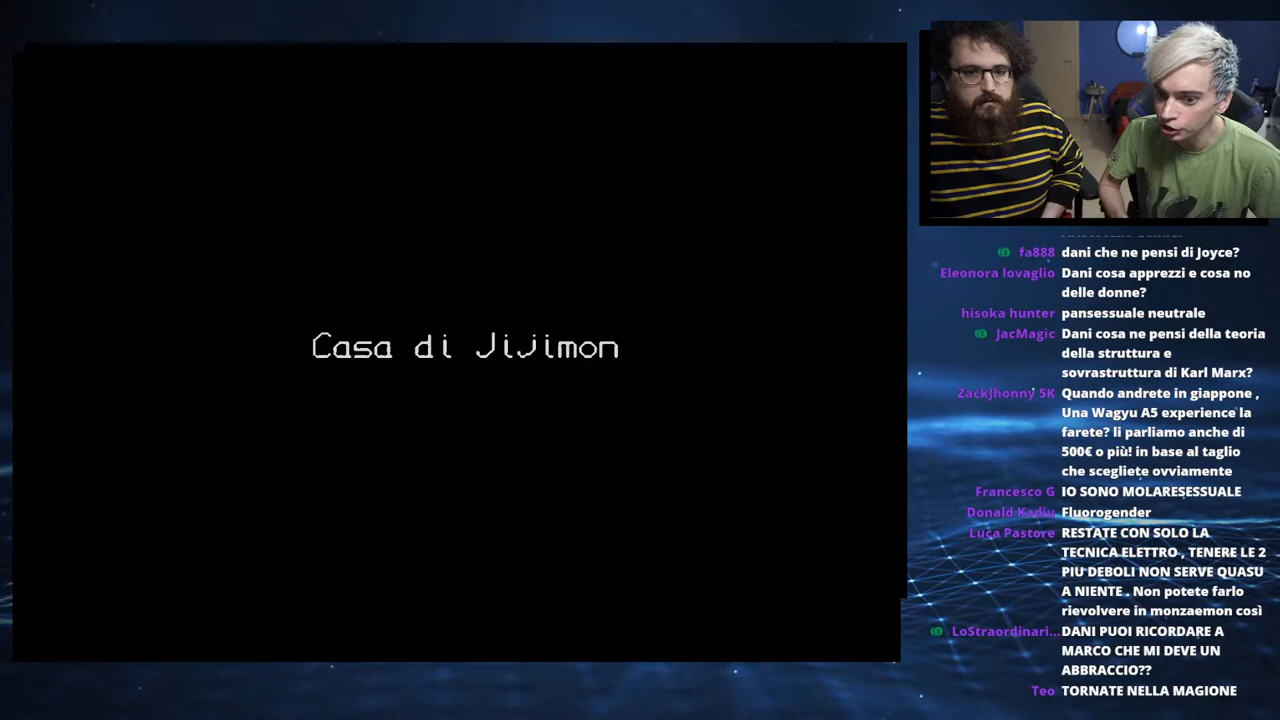 Casa di Jijimon
fa888 dani che ne pensi di Joyce?
Eleonora lovaglio Dani cosa apprezzi e cosa no
delle donne?
hisoka hunter pansessuale neutrale
JacMagic Dani cosa ne pensi della teoria
della struttura e
sovrastruttura di Karl Marx?
ZackJhonny 5K Quando andrete in giappone ,
Una Wagyu A5 experience la
farete? li parliamo anche di
500€ o più! in base al taglio
che scegliete ovviamente
Francesco G IO SONO MOLARESESSUALE
Donald Kadiu Fluorogender
Luca Pastore RESTATE CON SOLO LA
TECNICA ELETTRO , TENERE LE 2
PIU DEBOLI NON SERVE QUASU
A NIENTE . Non potete farlo
rievolvere in monzaemon così
LoStraordinari... DANI PUOI RICORDARE A
MARCO CHE MI DEVE UN
ABBRACCIO??
Teo TORNATE NELLA MAGIONE